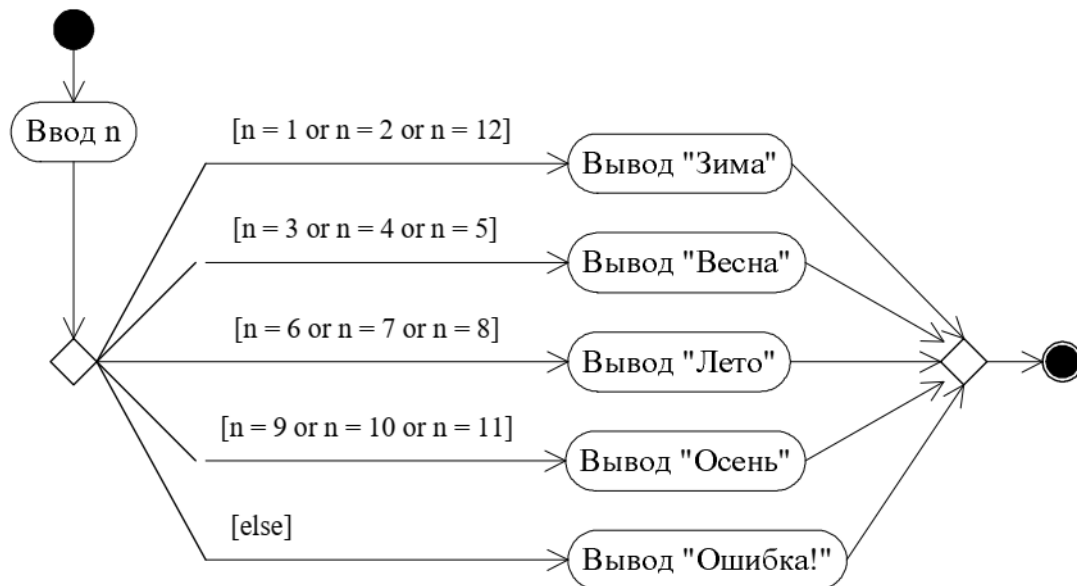 Ввод n
[n = 1 or n = 2 or n = 12]
Вывод "Зима"
[n = 3 or n = 4 or n = 5]
Вывод "Весна"
[n = 6 or n = 7 or n = 8]
Вывод "Лето"
[n = 9 or n = 10 or n = 11]
Вывод "Осень"
[else]
Вывод "Ошибка!"